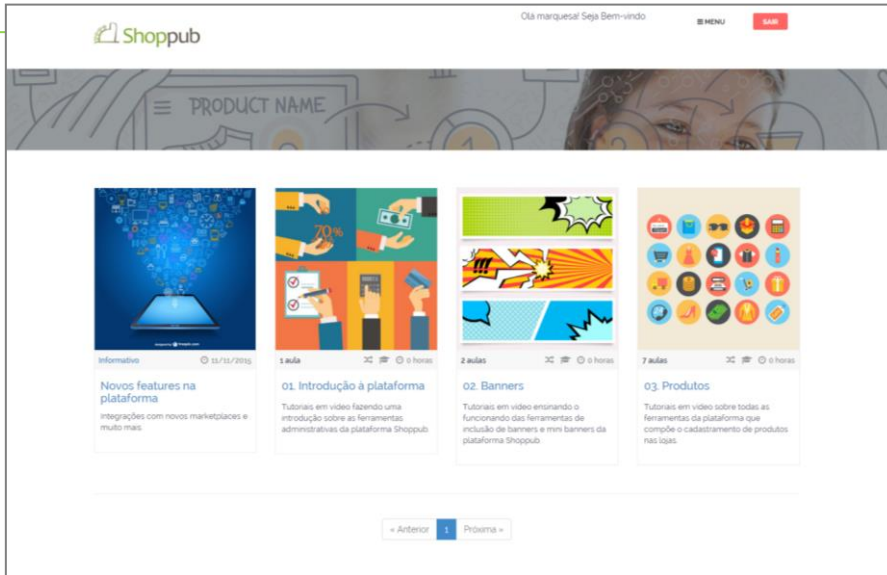 Shoppub
Olá marquesa! Seja Bem-vindo
MENU
SAIR
PRODUCT NAME
70%
Informativo
11/11/2015
Novos features na
plataforma
Integrações com novos marketplaces e
muito mais.
1 aula
0 horas
01. Introdução à plataforma
Tutoriais em vídeo fazendo uma
introdução sobre as ferramentas
administrativas da plataforma Shoppub.
!!!
2 aulas
0 horas
02. Banners
Tutoriais em vídeo ensinando o
funcionando das ferramentas de
inclusão de banners e mini banners da
plataforma Shoppub.
7 aulas
0 horas
03. Produtos
Tutoriais em vídeo sobre todas as
ferramentas da plataforma que
compõe o cadastramento de produtos
nas lojas.
« Anterior
1
Próxima »